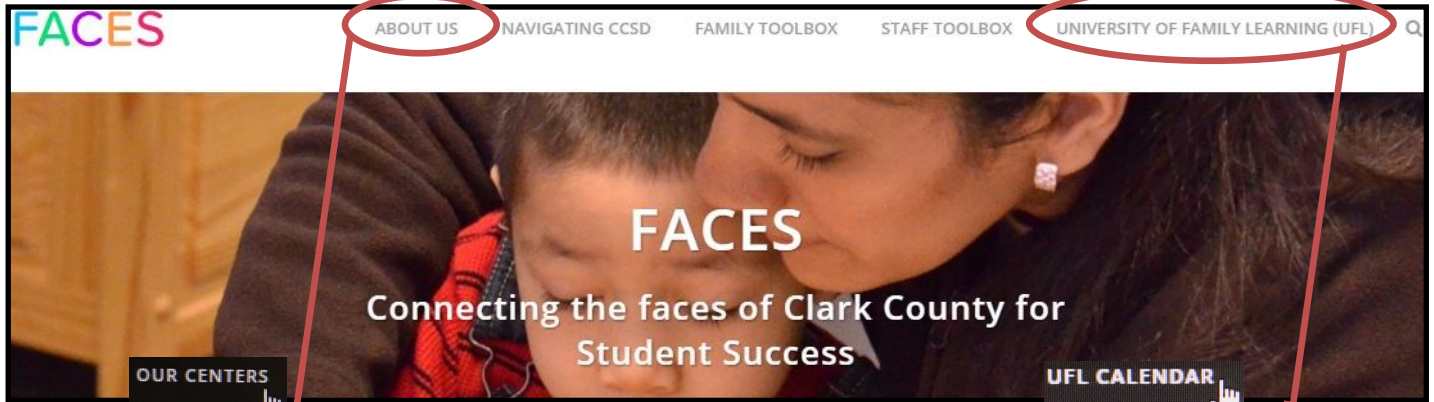 FACES ABOUT US NAVIGATING CCSD FAMILY TOOLBOX STAFF TOOLBOX UNIVERSITY OF FAMILY LEARNING (UFL)
FACES
Connecting the faces of Clark County for
Student Success
OUR CENTERS UFL CALENDAR